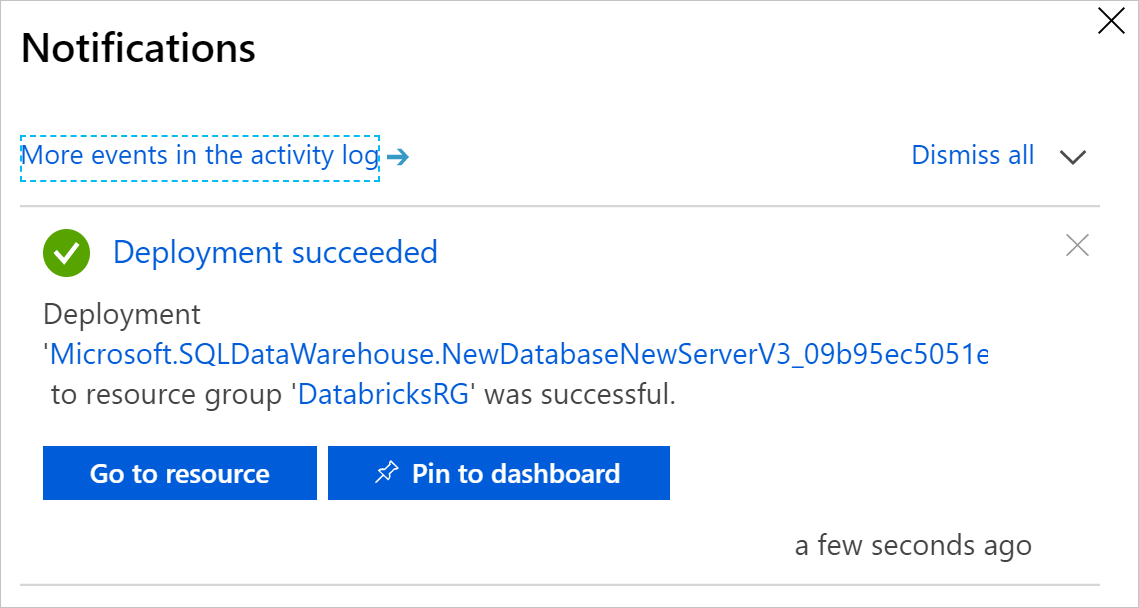 Notifications
More events in the activity log
Dismiss all
Deployment succeeded
Deployment
'Microsoft.SQLDataWarehouse.NewDatabaseNewServerV3_09b95ec5051e
to resource group 'DatabricksRG' was successful.
Go to resource
Pin to dashboard
a few seconds ago